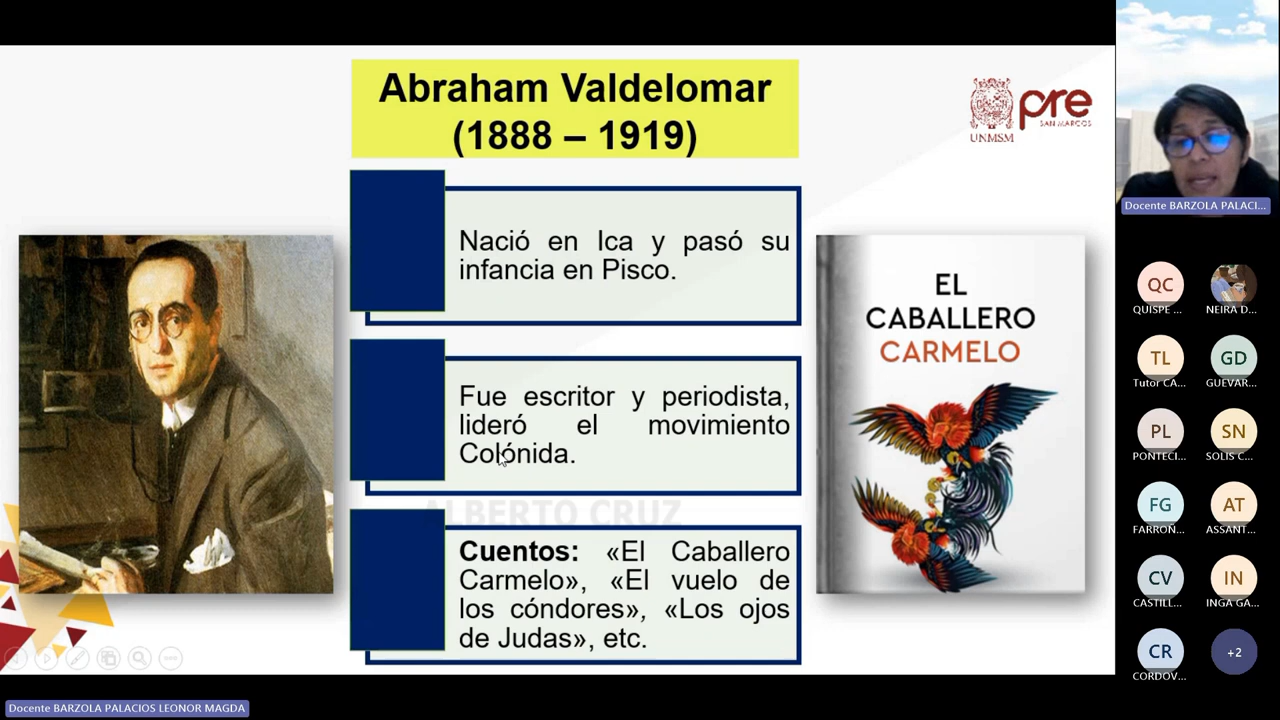 Abraham Valdelomar
(1888 – 1919)
pre
SAN MARCOS
UNMSM
Nació en Ica y pasó su
infancia en Pisco.
Fue escritor y periodista,
lideró el movimiento
Colónida.
ALBERTO CRUZ
Cuentos: «El Caballero
Carmelo», «El vuelo de
los cóndores», «Los ojos
de Judas», etc.
EL
CABALLERO
CARMELO
Docente BARZOLA PALACI...
QC
QUISPE ...
NEIRA D...
TL
Tutor CA...
GD
GUEVAR...
PL
PONTECI...
SN
SOLIS C...
FG
FARROÑ...
AT
ASSANT...
CV
CASTILL...
IN
INGA GA...
CR
CORDOV...
+2
Docente BARZOLA PALACIOS LEONOR MAGDA